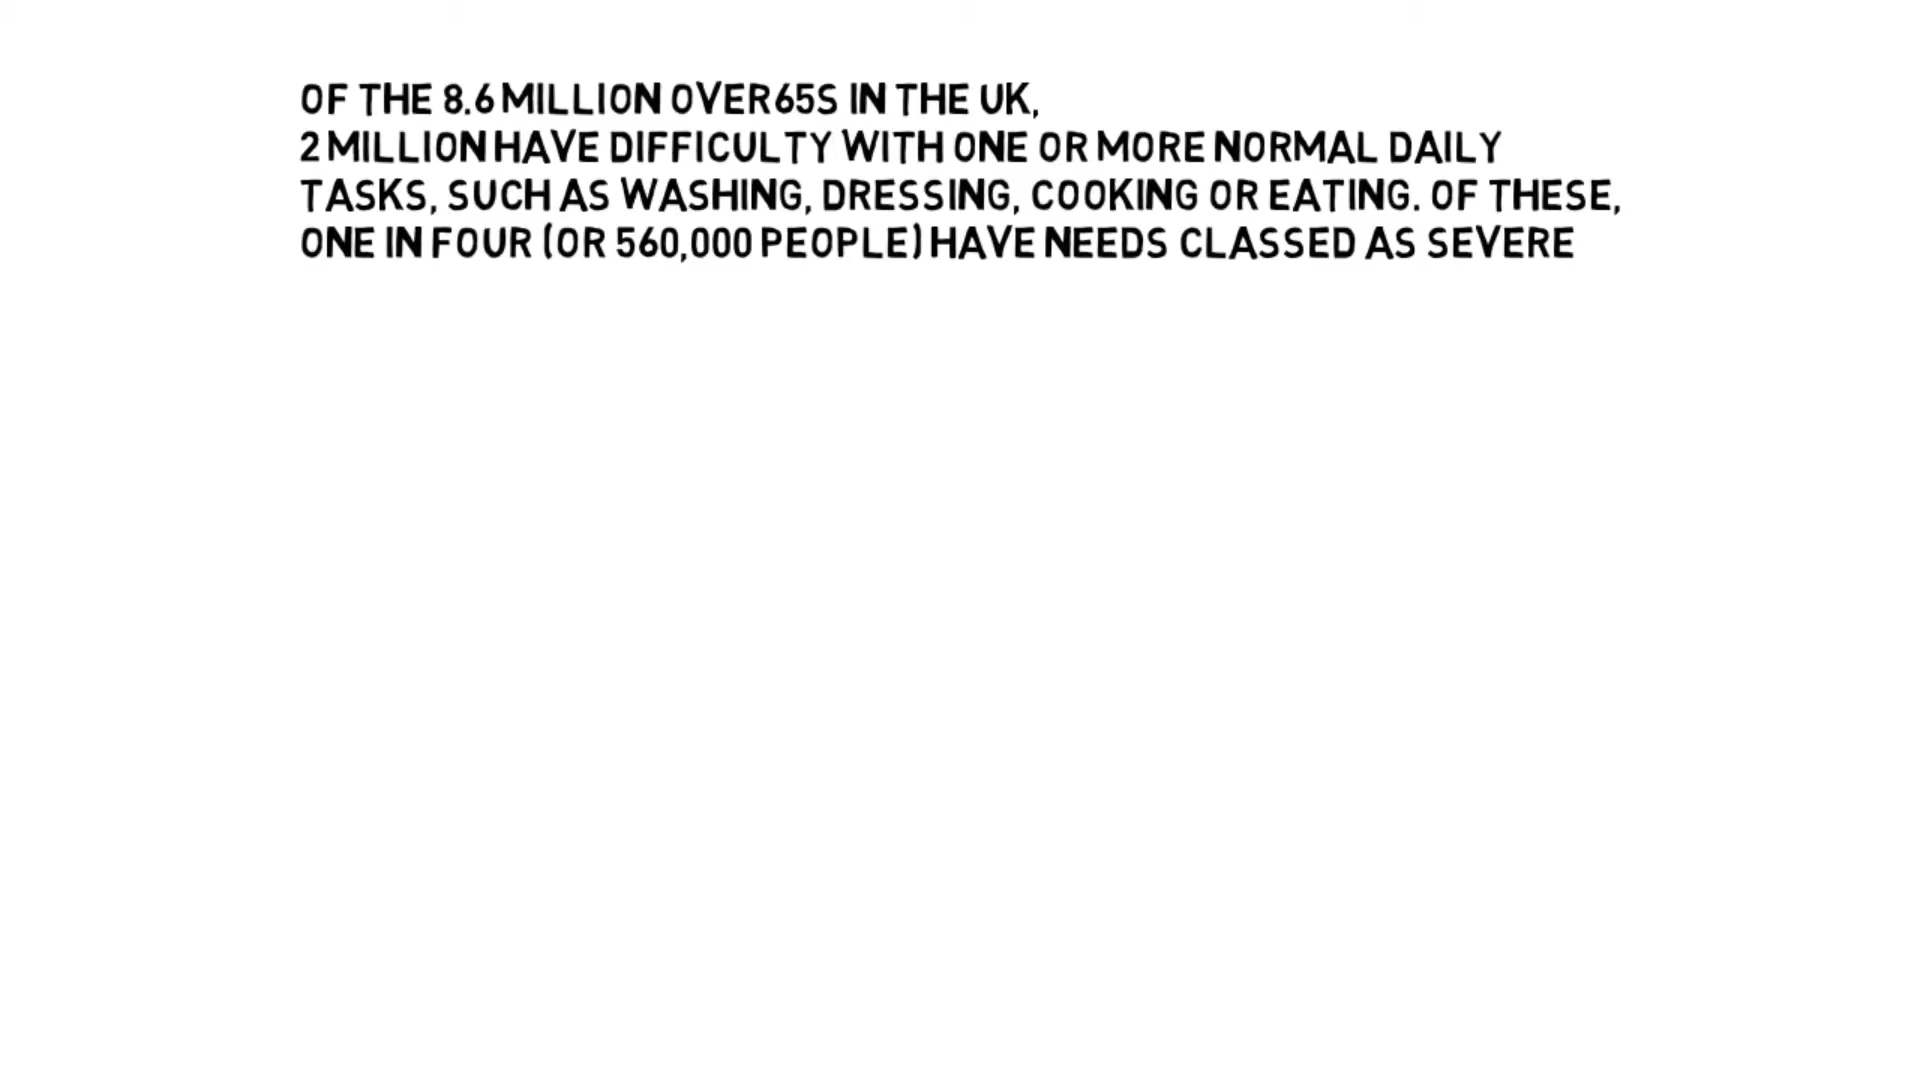 OF THE 8.6 MILLION OVER 65S IN THE UK,
2 MILLION HAVE DIFFICULTY WITH ONE OR MORE NORMAL DAILY
TASKS, SUCH AS WASHING, DRESSING, COOKING OR EATING. OF THESE,
ONE IN FOUR (OR 560,000 PEOPLE) HAVE NEEDS CLASSED AS SEVERE